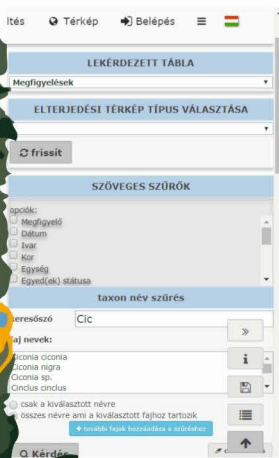 Térkép Belépés
LEKÉRDEZETT TÁBLA
Megfigyelések
ELTERJEDÉSI TÉRKÉP TÍPUS VÁLASZTÁSA
frissít
SZÖVEGES SZŰRŐK
opciók:
Megfigyelő
Dátum
Ivar
Kor
Egység
Egyed(ek) státusa
taxon név szűrés
keresőszó Cic
faj nevek:
Ciconia ciconia
Ciconia nigra
Ciconia sp.
Cinclus cinclus
csak a kiválasztott névre
összes névre ami a kiválasztott fajhoz tartozik
+ további fajok hozzáadása a szűréshez
Kérdés